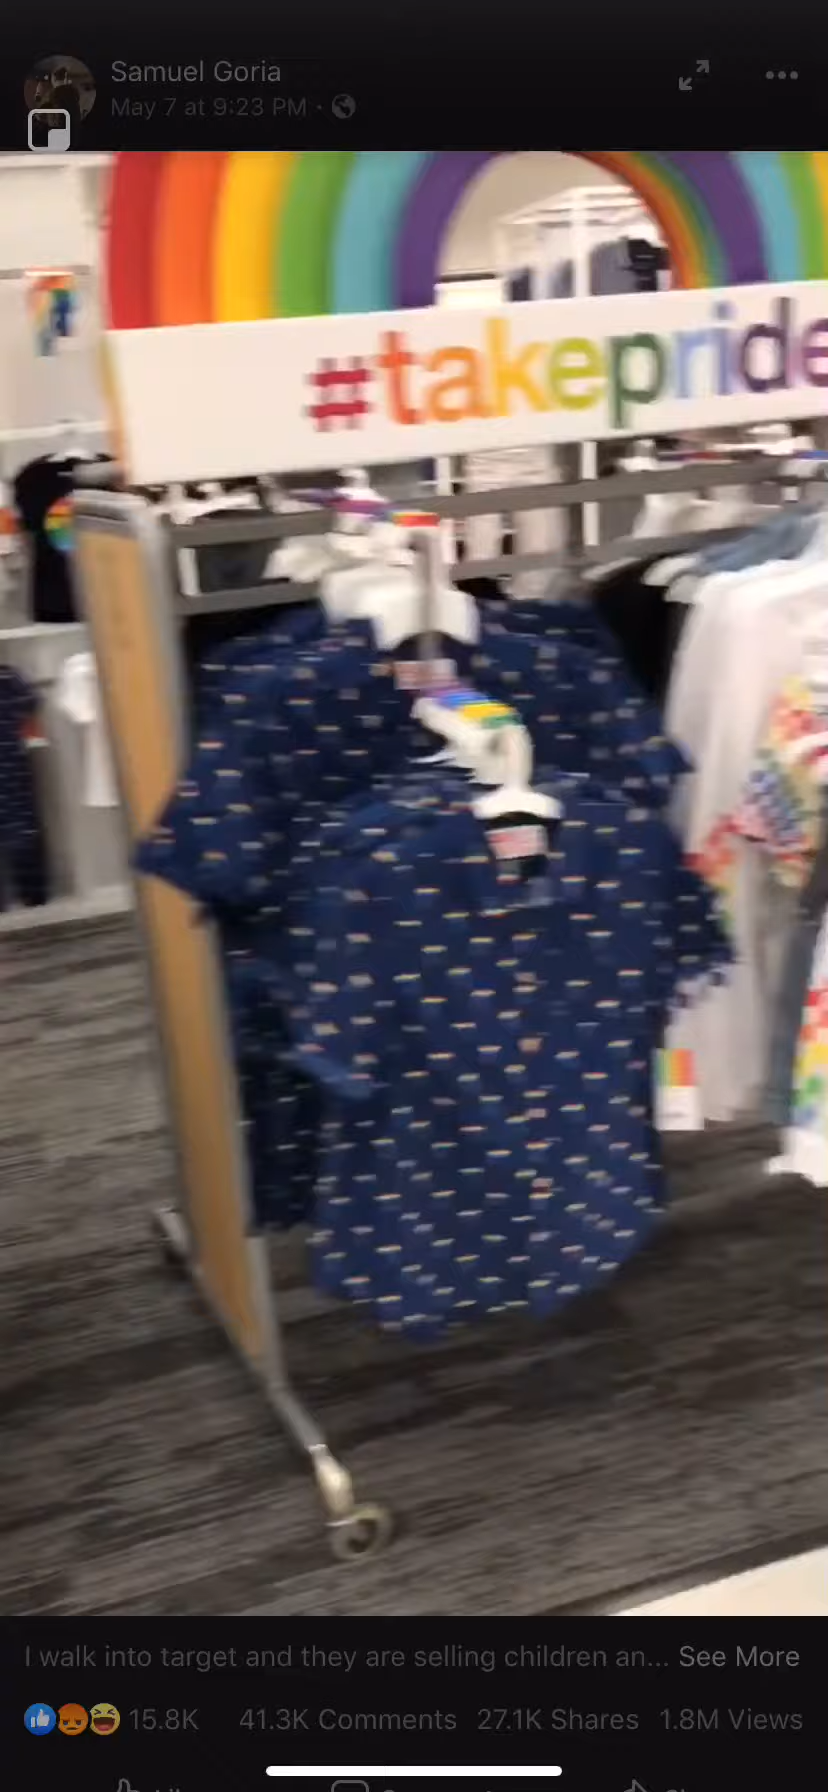 Samuel Goria
May 7 at 9:23 PM ·
#takepride
I walk into target and they are selling children an... See More
15.8K 41.3K Comments 27.1K Shares 1.8M Views